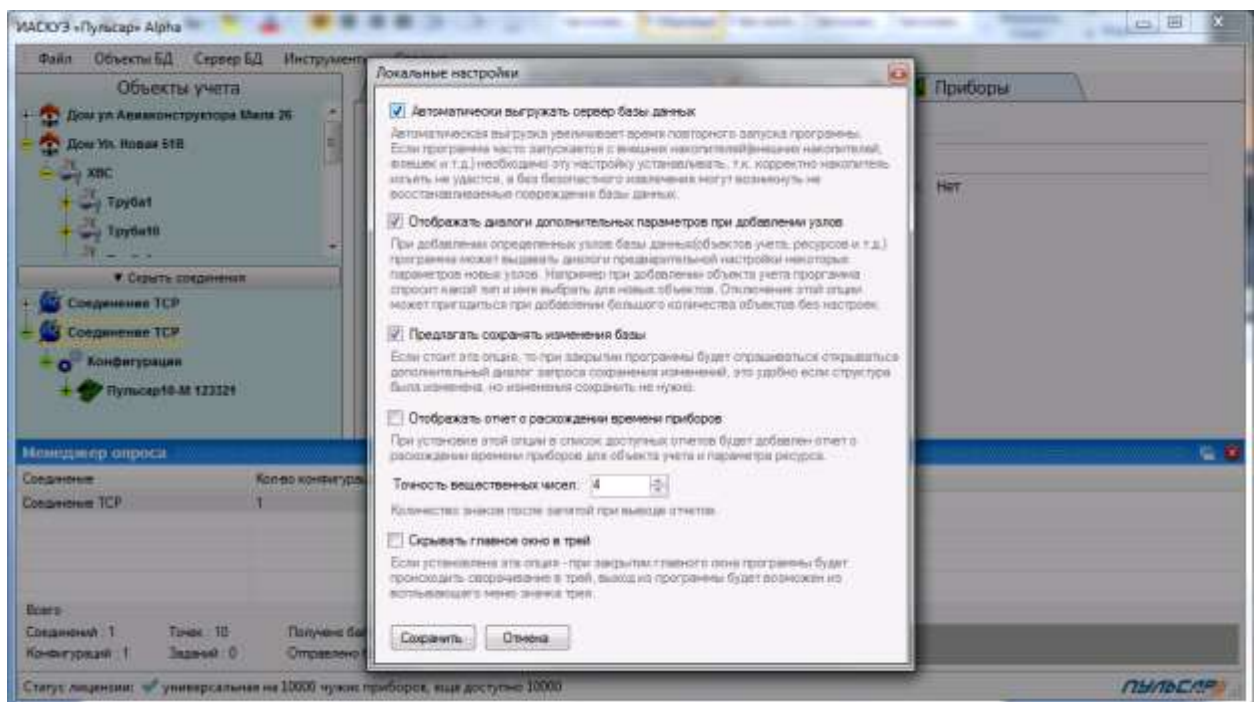 ИАСКУЭ «Пульсар» Alpha
Файл Объекты БД Сервер БД Инструменты
Объекты учета
Приборы
Дом ул Авиаконструктора Миля 26
Дом Ул. Новая 51В
ХВС
Труба1
Труба10
▼ Скрыть соединения
Соединение TCP
Соединение TCP
Конфигурация
Пульсар10-М 123321
Нет
Локальные настройки
Автоматически выгружать сервер базы данных
Автоматическая выгрузка увеличивает время повторного запуска программы.
Если программа часто запускается с внешних накопителей(внешних накопителей,
флешек и т.д.) необходимо эту настройку устанавливать, т.к. корректно накопитель
изъять не удастся, а без безопасного извлечения могут возникнуть не
восстанавливаемые повреждения базы данных.
Отображать диалоги дополнительных параметров при добавлении узлов
При добавлении определенных узлов базы данных(объектов учета, ресурсов и т.д.)
программа может выдавать диалоги предварительной настройки некоторых
параметров новых узлов. Например при добавлении объекта учета прорграмма
спросит какой тип и имя выбрать для новых объектов. Отключение этой опции
может пригодиться при добавлении большого количества объектов без настроек.
Предлагать сохранять изменения базы
Если стоит эта опция, то при закрытии программы будет спрашиваться открываться
дополнительный диалог запроса сохранения изменений, это удобно если структура
была изменена, но изменения сохранить не нужно.
Отображать отчет о расхождении времени приборов
При установке этой опции в список доступных отчетов будет добавлен отчет о
расхождении времени приборов для объекта учета и параметра ресурса.
Точность вещественных чисел: 4
Количество знаков после запятой при выводе отчетов.
Скрывать главное окно в трей
Если установлена эта опция - при закрытии главного окна программы будет
происходить сворачивание в трей, выход из программы будет возможен из
всплывающего меню значка трея.
Сохранить Отмена
Менеджер опроса
Соединение Кол-во конфигурац
Соединение TCP 1
Всего
Соединений : 1 Точек : 10 Получено бай
Конфигураций : 1 Заданий : 0 Отправлено
Статус лицензии: универсальная на 10000 чужих приборов, еще доступно 10000
ПУЛЬСАР